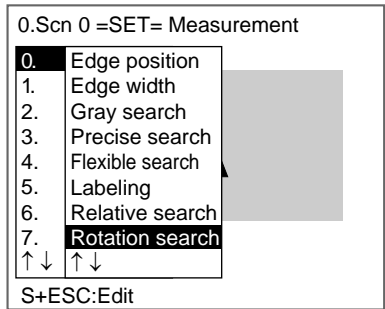 0.Scn 0 =SET= Measurement
0. Edge position
1. Edge width
2. Gray search
3. Precise search
4. Flexible search
5. Labeling
6. Relative search
7. Rotation search
↑↓ ↑↓
S+ESC:Edit